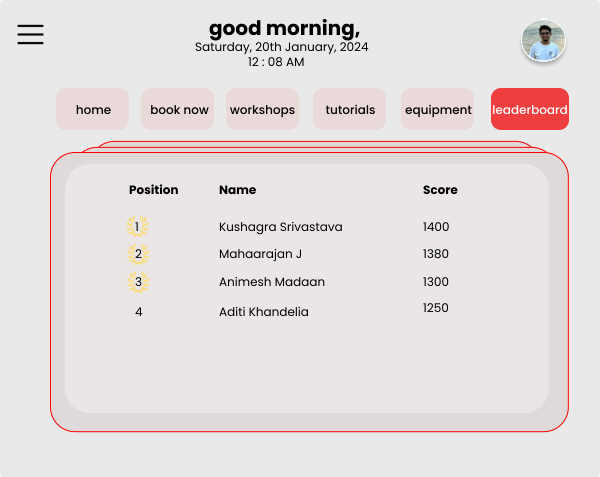 good morning,
Saturday, 20th January, 2024
12 : 08 AM
home book now workshops tutorials equipment leaderboard
Position Name Score
1 Kushagra Srivastava 1400
2 Mahaarajan J 1380
3 Animesh Madaan 1300
4 Aditi Khandelia 1250